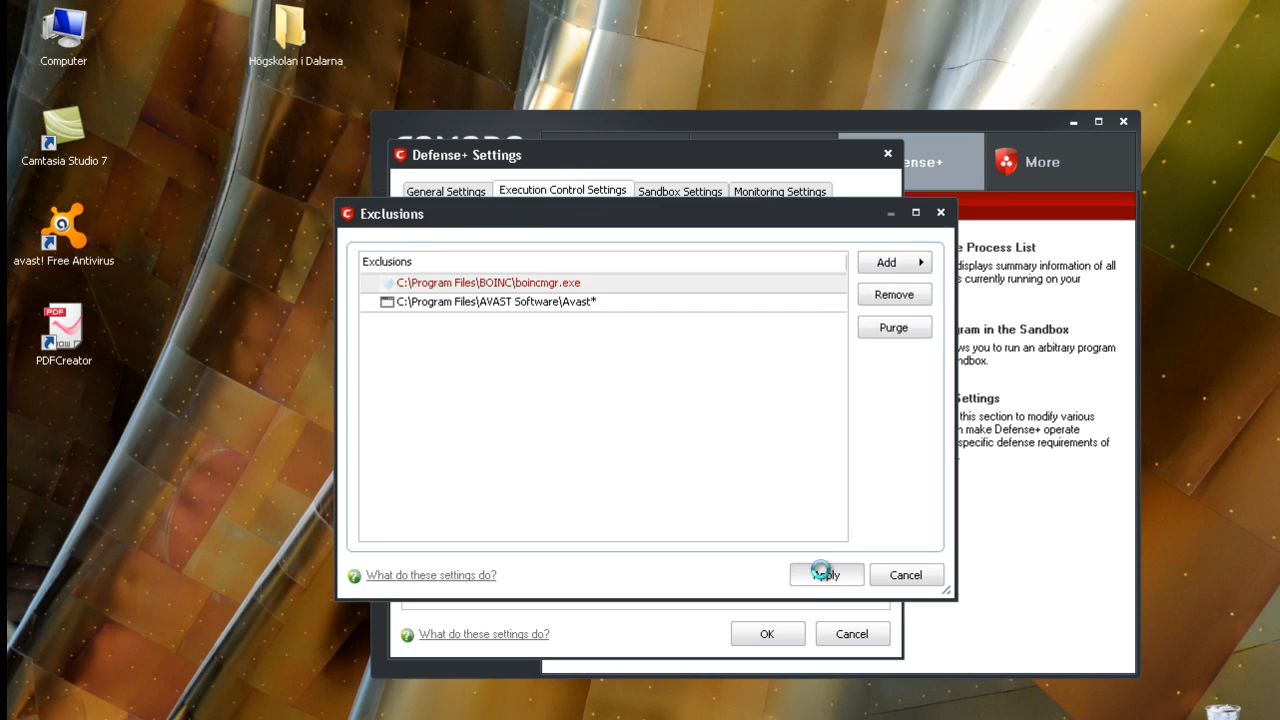 Computer
Högskolan i Dalarna
Camtasia Studio 7
avast! Free Antivirus
PDF
PDFCreator
COMODO
ense+
More
Defense+ Settings
General Settings
Execution Control Settings
Sandbox Settings
Monitoring Settings
Exclusions
Exclusions
C:\Program Files\BOINC\boincmgr.exe
C:\Program Files\AVAST Software\Avast*
Add
Remove
Purge
What do these settings do?
Apply
Cancel
What do these settings do?
OK
Cancel
e Process List
displays summary information of all
s currently running on your
ram in the Sandbox
ws you to run an arbitrary program
ndbox.
Settings
this section to modify various
n make Defense+ operate
specific defense requirements of